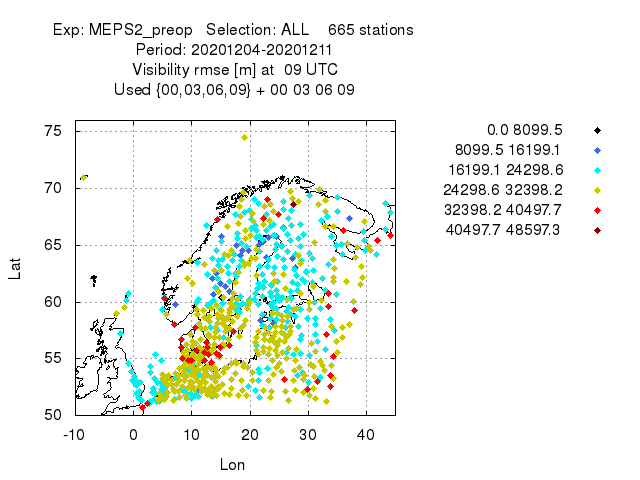 Exp: MEPS2_preop   Selection: ALL    665 stations
Period: 20201204-20201211
Visibility rmse [m] at  09 UTC
Used {00,03,06,09} + 00 03 06 09
0.0 8099.5
8099.5 16199.1
16199.1 24298.6
24298.6 32398.2
32398.2 40497.7
40497.7 48597.3
Lat
75
70
65
60
55
50
-10 0 10 20 30 40
Lon